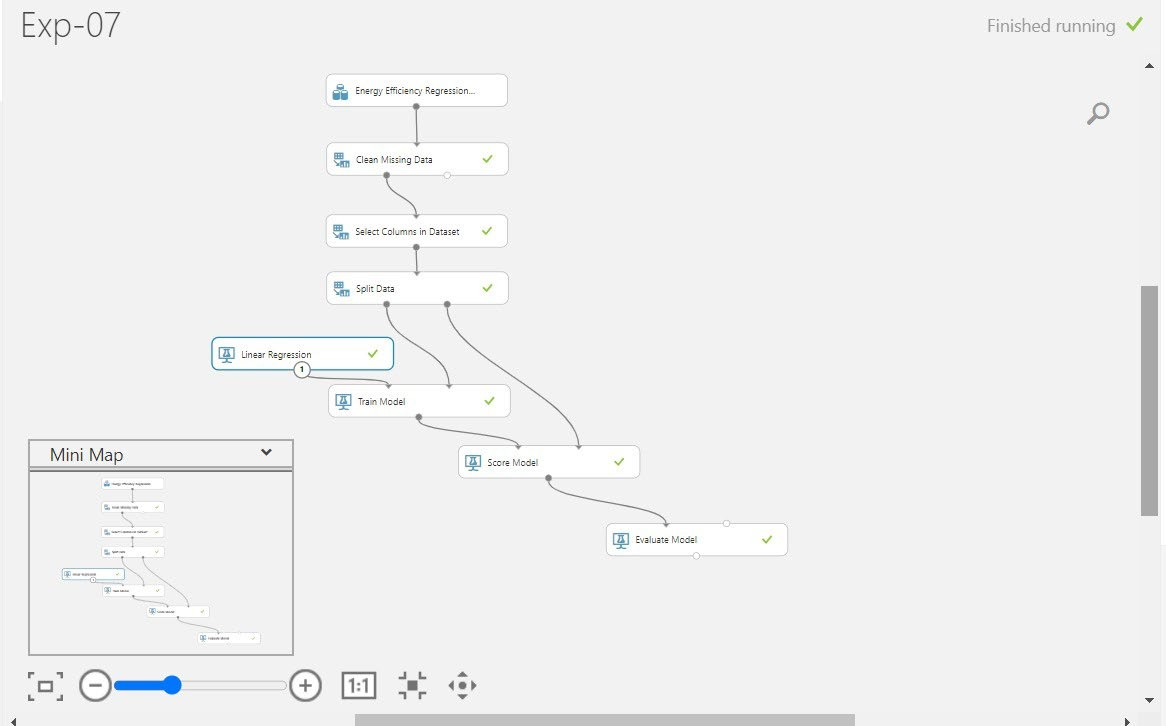 Exp-07
Finished running
Energy Efficiency Regression...
Clean Missing Data
Select Columns in Dataset
Split Data
Linear Regression
1
Train Model
Score Model
Evaluate Model
Mini Map
1:1